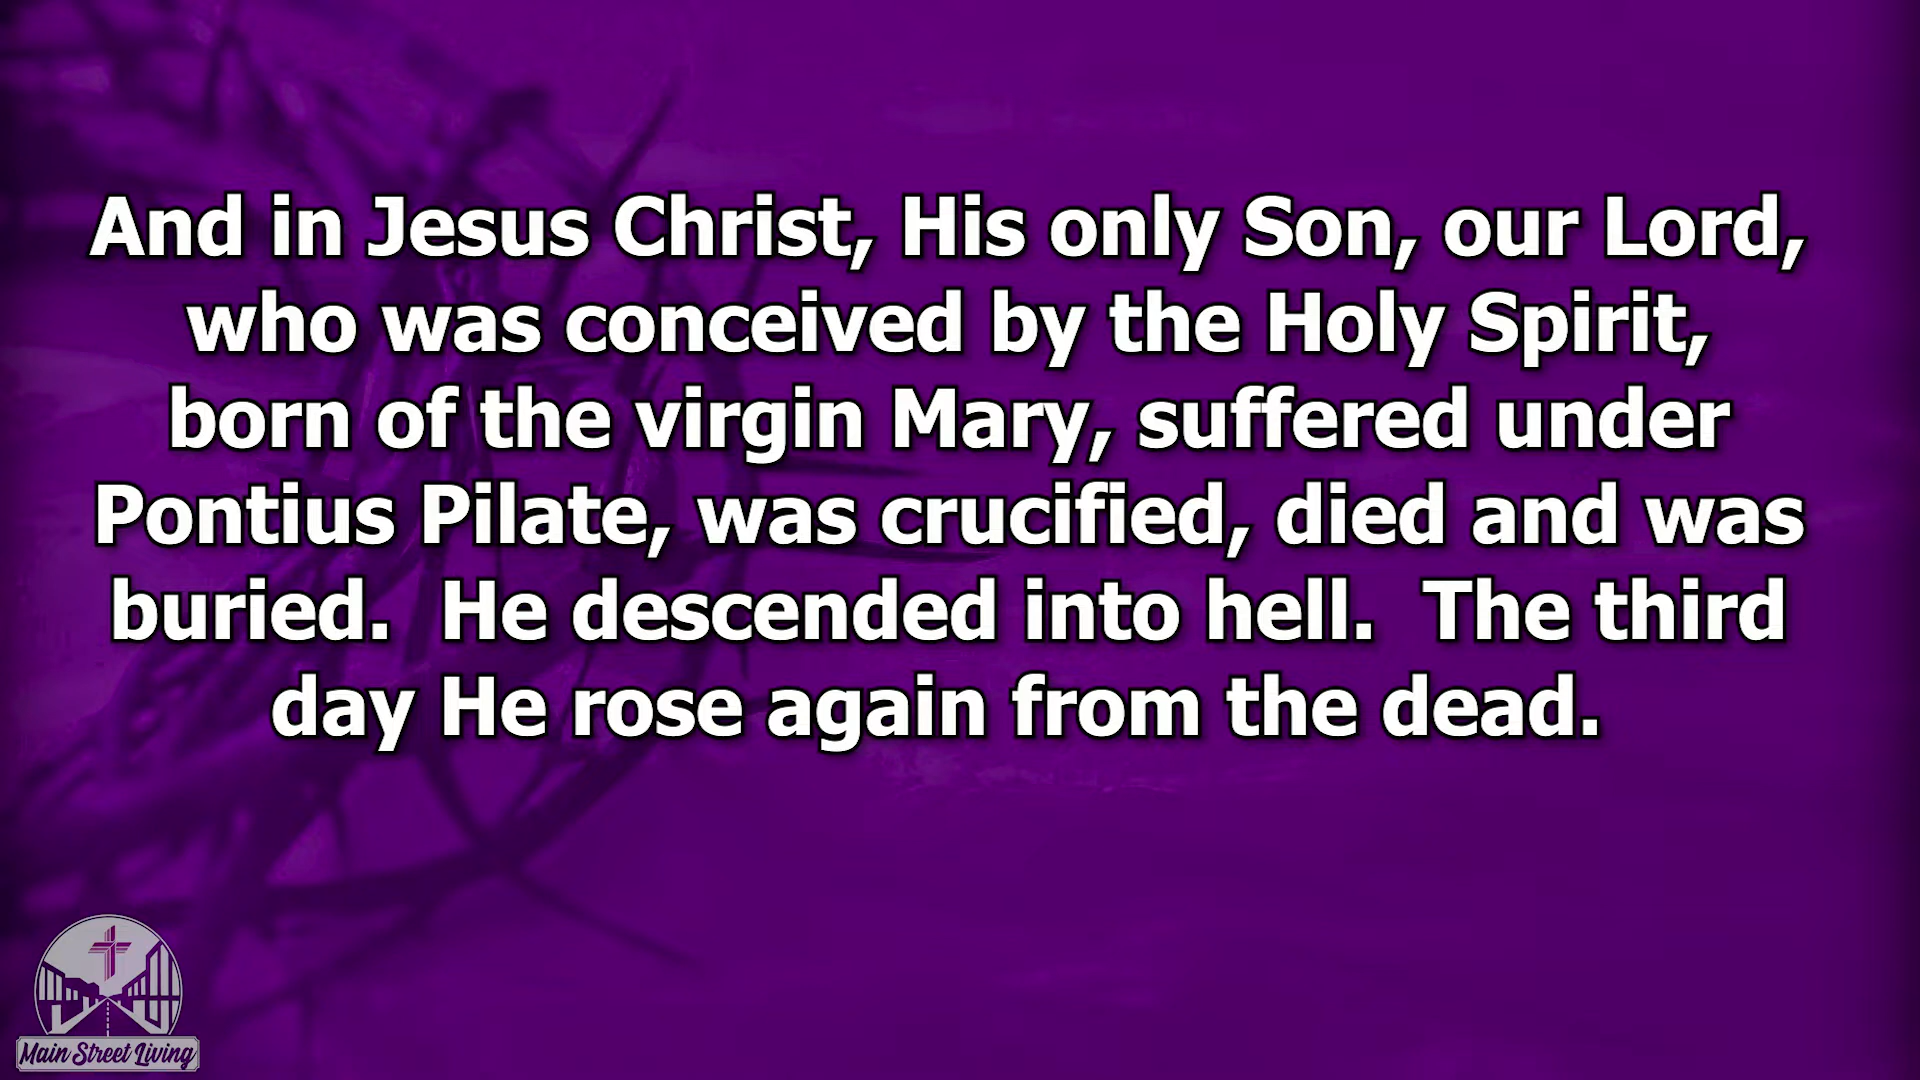 And in Jesus Christ, His only Son, our Lord,
who was conceived by the Holy Spirit,
born of the virgin Mary, suffered under
Pontius Pilate, was crucified, died and was
buried.  He descended into hell.  The third
day He rose again from the dead.
Main Street Living